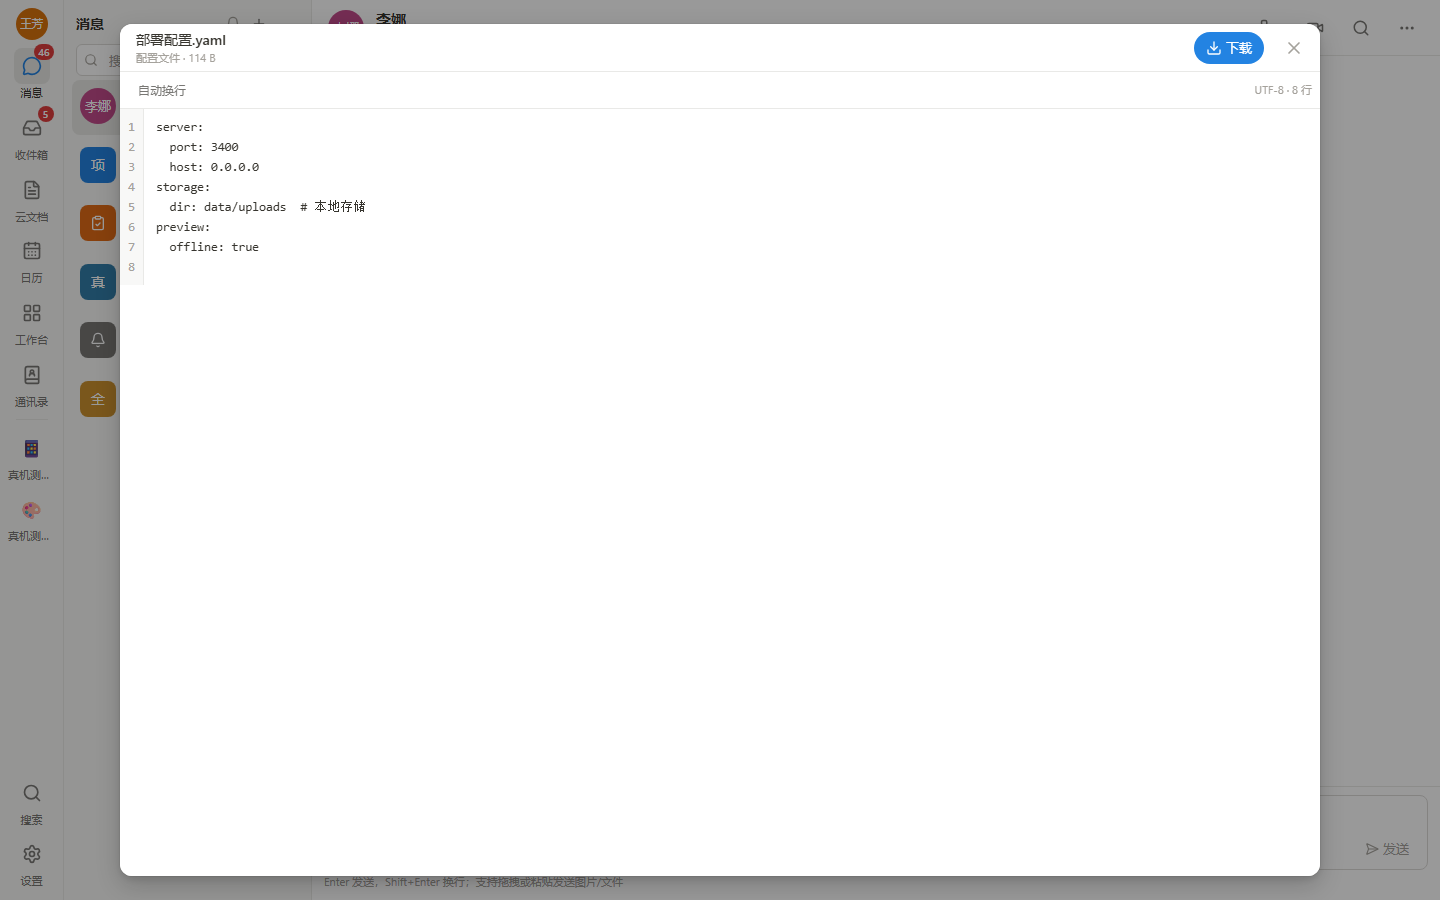 王芳
46
消息
5
收件箱
云文档
日历
工作台
通讯录
真机测...
真机测...
搜索
设置
消息
搜
李娜
项
真
全
李娜
部署配置.yaml
配置文件 · 114 B
下载
自动换行
UTF-8 · 8 行
1 server:
2 port: 3400
3 host: 0.0.0.0
4 storage:
5 dir: data/uploads # 本地存储
6 preview:
7 offline: true
8
发送
Enter 发送，Shift+Enter 换行；支持拖拽或粘贴发送图片/文件